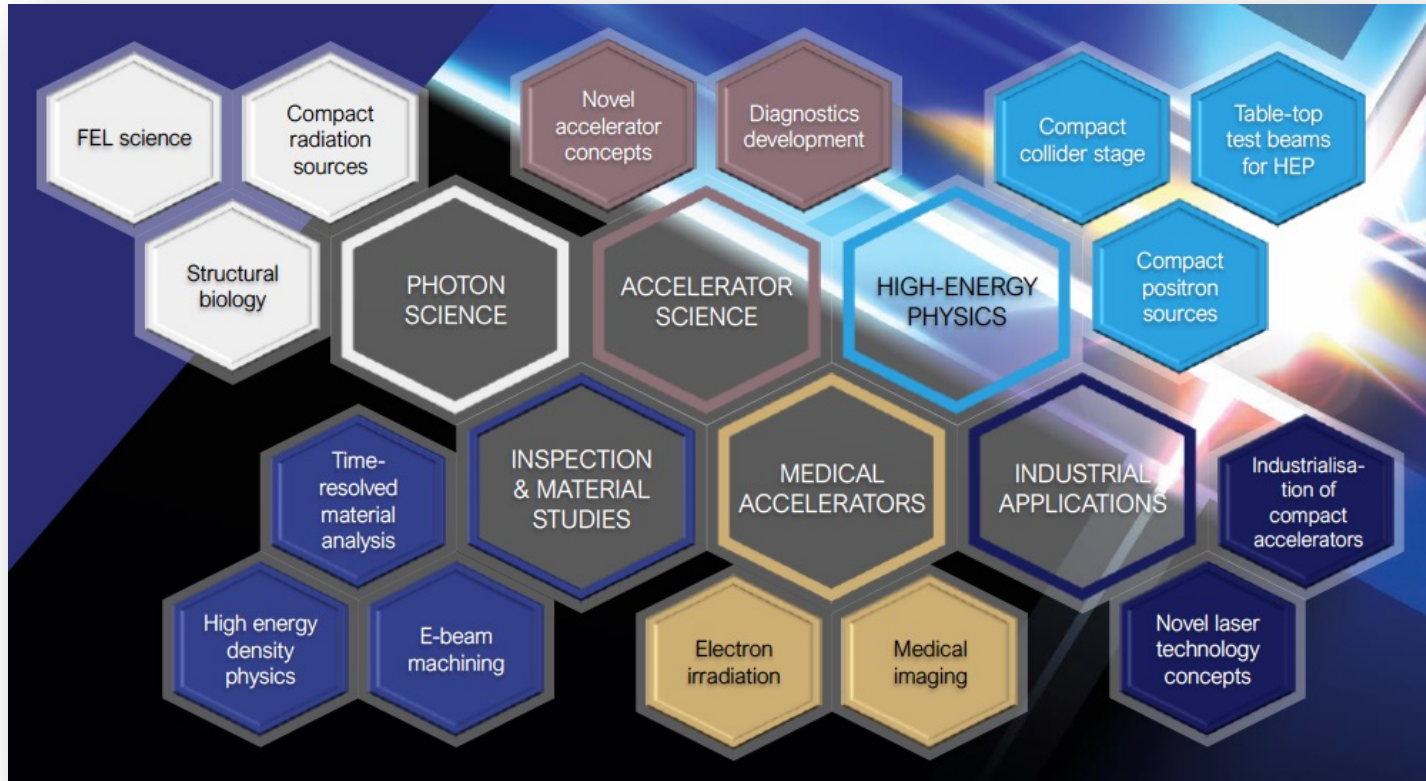 FEL science
Compact
radiation
sources
Structural
biology
PHOTON
SCIENCE
Novel
accelerator
concepts
Diagnostics
development
ACCELERATOR
SCIENCE
HIGH-ENERGY
PHYSICS
Compact
collider stage
Table-top
test beams
for HEP
Compact
positron
sources
Time-
resolved
material
analysis
High energy
density
physics
E-beam
machining
INSPECTION
& MATERIAL
STUDIES
MEDICAL
ACCELERATORS
Electron
irradiation
Medical
imaging
INDUSTRIAL
APPLICATIONS
Industrialisa-
tion of
compact
accelerators
Novel laser
technology
concepts